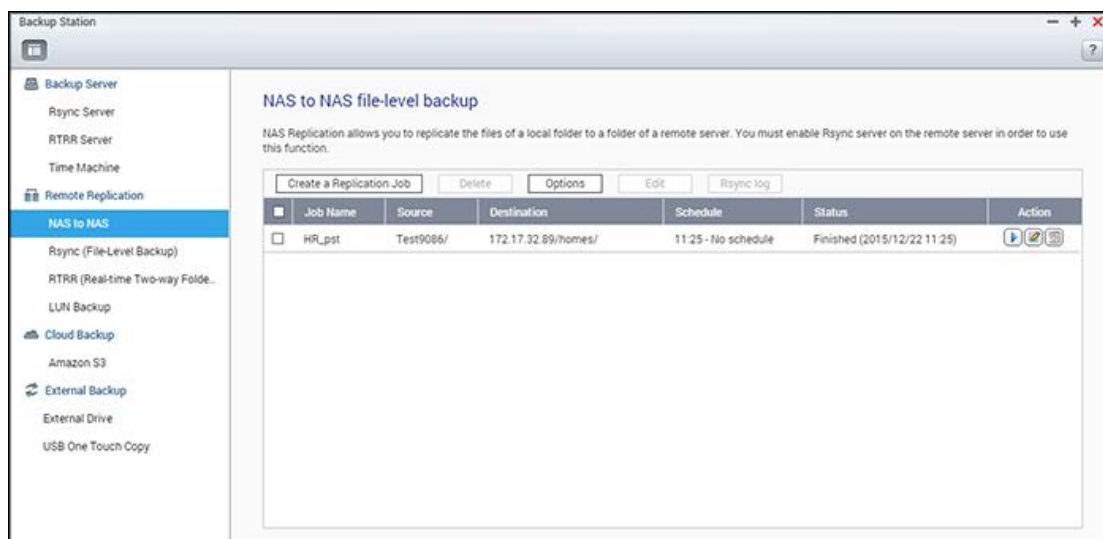 Backup Station
?
Backup Server
Rsync Server
RTRR Server
Time Machine
Remote Replication
NAS to NAS
Rsync (File-Level Backup)
RTRR (Real-time Two-way Folde..
LUN Backup
Cloud Backup
Amazon S3
External Backup
External Drive
USB One Touch Copy
NAS to NAS file-level backup
NAS Replication allows you to replicate the files of a local folder to a folder of a remote server. You must enable Rsync server on the remote server in order to use
this function.
Create a Replication Job Delete Options Edit Rsync log
Job Name Source Destination Schedule Status Action
HR_pst Test9086/ 172.17.32.89/homes/ 11:25 - No schedule Finished (2015/12/22 11:25)